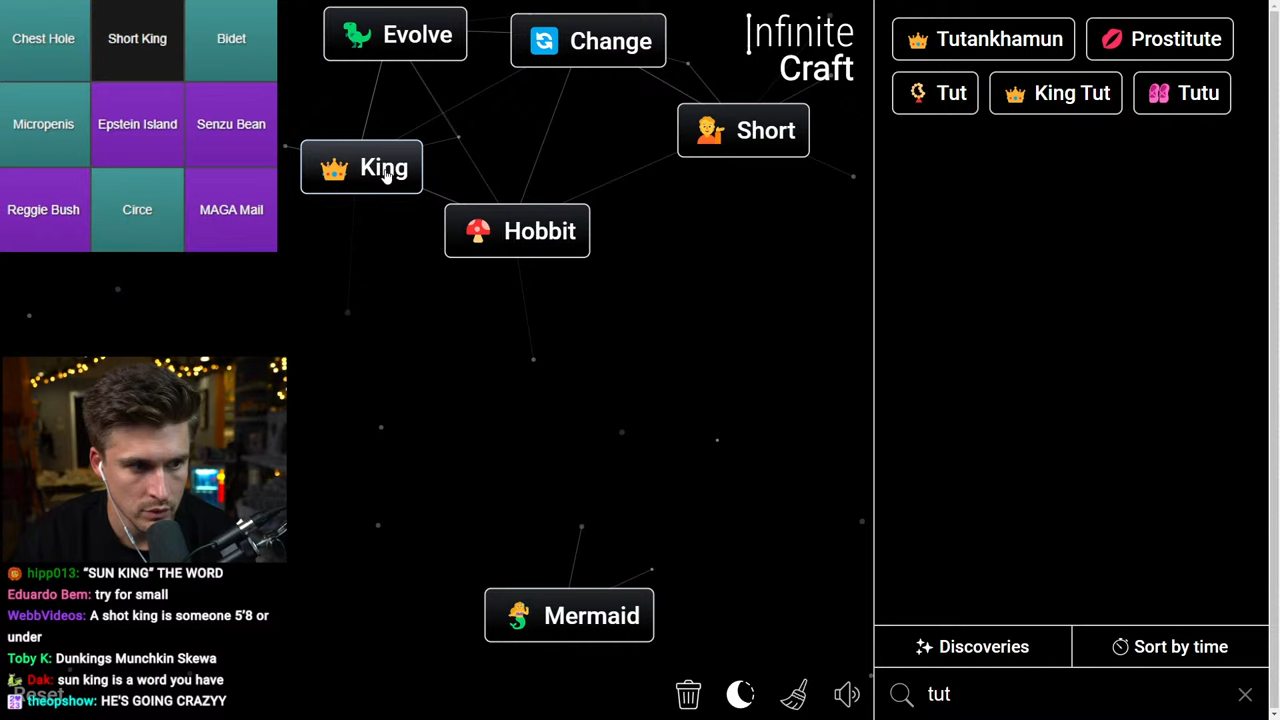 Chest Hole
Short King
Bidet
Micropenis
Epstein Island
Senzu Bean
Reggie Bush
Circe
MAGA Mail
Evolve
Change
Infinite
Craft
Short
King
Hobbit
Mermaid
Tutankhamun
Prostitute
Tut
King Tut
Tutu
hipp013: “SUN KING” THE WORD
Eduardo Bem: try for small
WebbVideos: A shot king is someone 5'8 or
under
Toby K: Dunkings Munchkin Skewa
Dak: sun king is a word you have
Reset
theopshow: HE'S GOING CRAZYY
Discoveries
Sort by time
tut